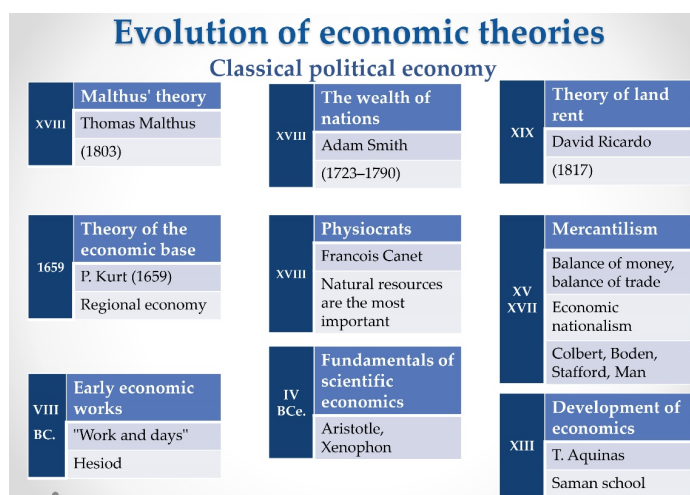 Evolution of economic theories
Classical political economy
XVIII
Malthus' theory
Thomas Malthus
(1803)
XVIII
The wealth of
nations
Adam Smith
(1723–1790)
XIX
Theory of land
rent
David Ricardo
(1817)
1659
Theory of the
economic base
P. Kurt (1659)
Regional economy
XVIII
Physiocrats
Francois Canet
Natural resources
are the most
important
XV
XVII
Mercantilism
Balance of money,
balance of trade
Economic
nationalism
Colbert, Boden,
Stafford, Man
VIII
BC.
Early economic
works
"Work and days"
Hesiod
IV
BCe.
Fundamentals of
scientific
economics
Aristotle,
Xenophon
XIII
Development of
economics
T. Aquinas
Saman school